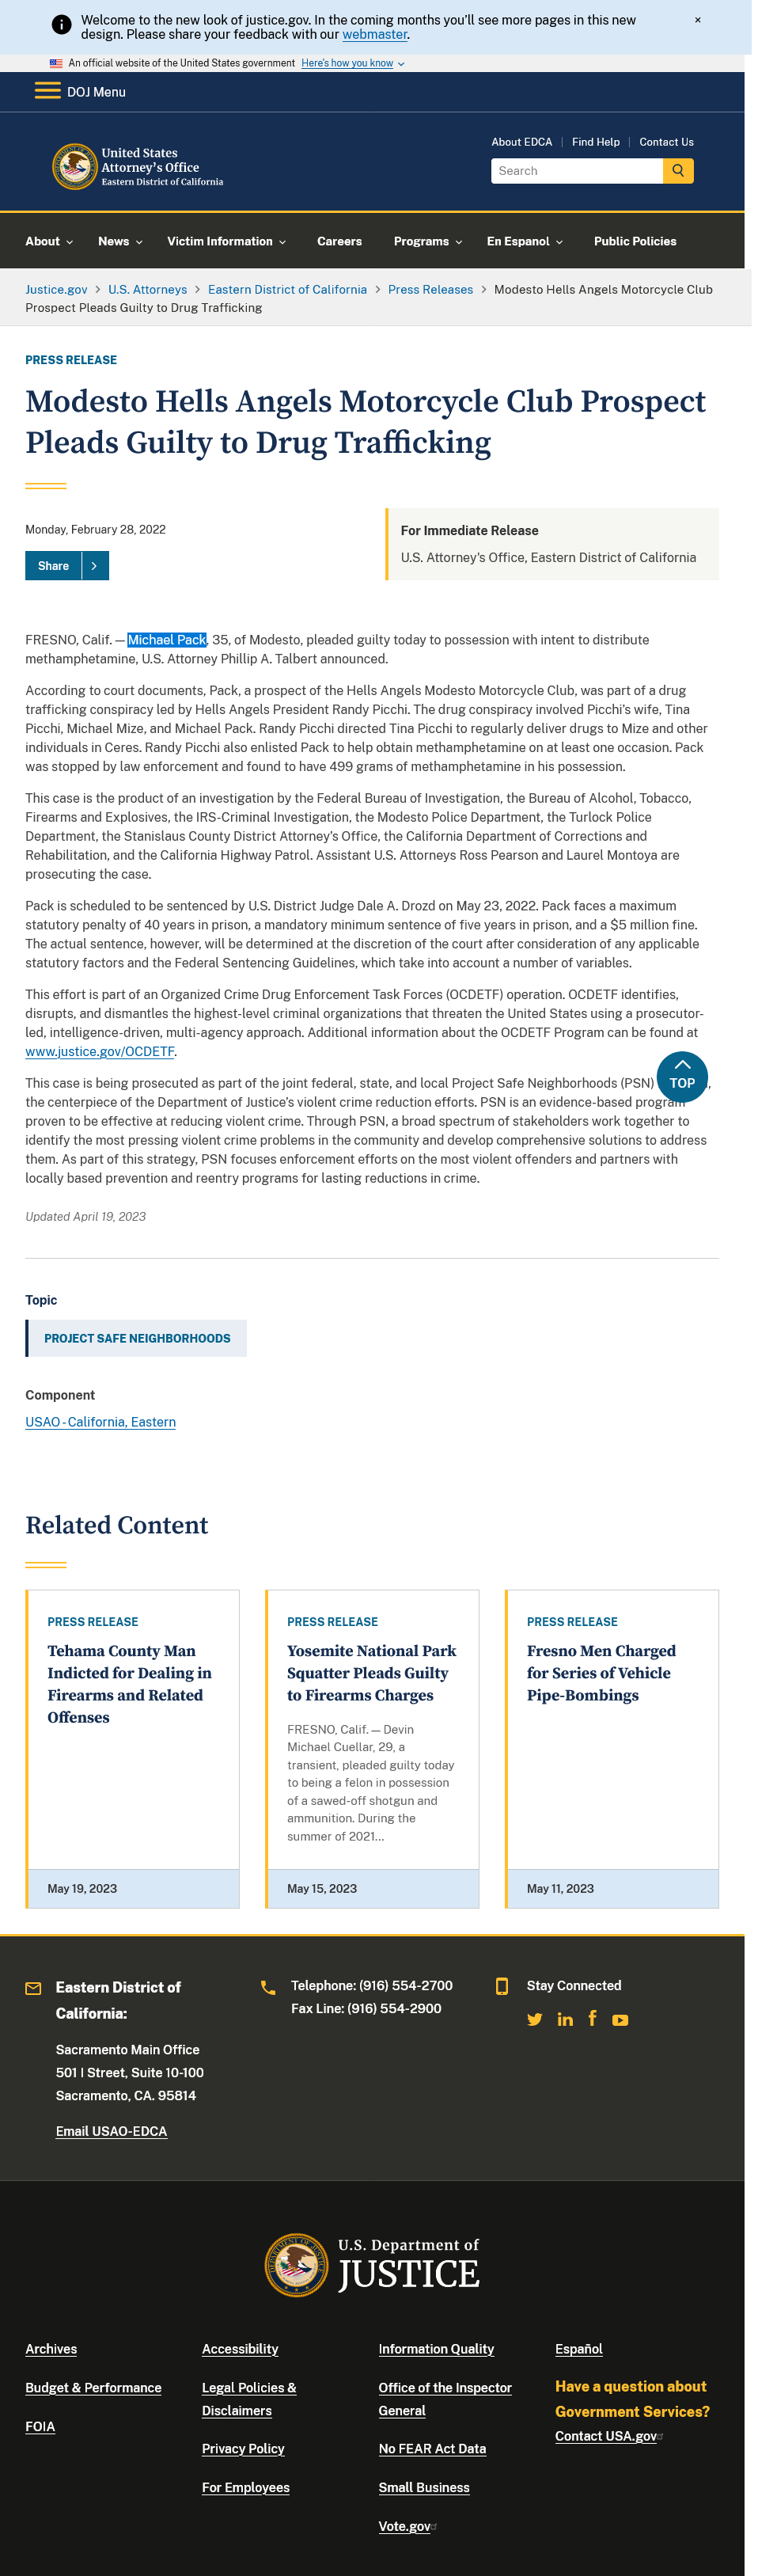 Welcome to the new look of justice.gov. In the coming months you'll see more pages in this new
design. Please share your feedback with our webmaster.
×
An official website of the United States government Here's how you know
DOJ Menu
About EDCA | Find Help | Contact Us
United States
Attorney's Office
Eastern District of California
Search
About News Victim Information Careers Programs En Espanol Public Policies
Justice.gov > U.S. Attorneys > Eastern District of California > Press Releases > Modesto Hells Angels Motorcycle Club
Prospect Pleads Guilty to Drug Trafficking
PRESS RELEASE
Modesto Hells Angels Motorcycle Club Prospect
Pleads Guilty to Drug Trafficking
Monday, February 28, 2022
Share
For Immediate Release
U.S. Attorney's Office, Eastern District of California
FRESNO, Calif. — Michael Pack, 35, of Modesto, pleaded guilty today to possession with intent to distribute
methamphetamine, U.S. Attorney Phillip A. Talbert announced.
According to court documents, Pack, a prospect of the Hells Angels Modesto Motorcycle Club, was part of a drug
trafficking conspiracy led by Hells Angels President Randy Picchi. The drug conspiracy involved Picchi's wife, Tina
Picchi, Michael Mize, and Michael Pack. Randy Picchi directed Tina Picchi to regularly deliver drugs to Mize and other
individuals in Ceres. Randy Picchi also enlisted Pack to help obtain methamphetamine on at least one occasion. Pack
was stopped by law enforcement and found to have 499 grams of methamphetamine in his possession.
This case is the product of an investigation by the Federal Bureau of Investigation, the Bureau of Alcohol, Tobacco,
Firearms and Explosives, the IRS-Criminal Investigation, the Modesto Police Department, the Turlock Police
Department, the Stanislaus County District Attorney's Office, the California Department of Corrections and
Rehabilitation, and the California Highway Patrol. Assistant U.S. Attorneys Ross Pearson and Laurel Montoya are
prosecuting the case.
Pack is scheduled to be sentenced by U.S. District Judge Dale A. Drozd on May 23, 2022. Pack faces a maximum
statutory penalty of 40 years in prison, a mandatory minimum sentence of five years in prison, and a $5 million fine.
The actual sentence, however, will be determined at the discretion of the court after consideration of any applicable
statutory factors and the Federal Sentencing Guidelines, which take into account a number of variables.
This effort is part of an Organized Crime Drug Enforcement Task Forces (OCDETF) operation. OCDETF identifies,
disrupts, and dismantles the highest-level criminal organizations that threaten the United States using a prosecutor-
led, intelligence-driven, multi-agency approach. Additional information about the OCDETF Program can be found at
www.justice.gov/OCDETF.
TOP
This case is being prosecuted as part of the joint federal, state, and local Project Safe Neighborhoods (PSN)
the centerpiece of the Department of Justice's violent crime reduction efforts. PSN is an evidence-based program
proven to be effective at reducing violent crime. Through PSN, a broad spectrum of stakeholders work together to
identify the most pressing violent crime problems in the community and develop comprehensive solutions to address
them. As part of this strategy, PSN focuses enforcement efforts on the most violent offenders and partners with
locally based prevention and reentry programs for lasting reductions in crime.
Updated April 19, 2023
Topic
PROJECT SAFE NEIGHBORHOODS
Component
USAO - California, Eastern
Related Content
PRESS RELEASE
Tehama County Man
Indicted for Dealing in
Firearms and Related
Offenses
May 19, 2023
PRESS RELEASE
Yosemite National Park
Squatter Pleads Guilty
to Firearms Charges
FRESNO, Calif. — Devin
Michael Cuellar, 29, a
transient, pleaded guilty today
to being a felon in possession
of a sawed-off shotgun and
ammunition. During the
summer of 2021...
May 15, 2023
PRESS RELEASE
Fresno Men Charged
for Series of Vehicle
Pipe-Bombings
May 11, 2023
Eastern District of
California:
Sacramento Main Office
501 I Street, Suite 10-100
Sacramento, CA. 95814
Email USAO-EDCA
Telephone: (916) 554-2700
Fax Line: (916) 554-2900
Stay Connected
U.S. Department of
JUSTICE
Archives
Budget & Performance
FOIA
Accessibility
Legal Policies &
Disclaimers
Privacy Policy
For Employees
Information Quality
Office of the Inspector
General
No FEAR Act Data
Small Business
Vote.gov
Español
Have a question about
Government Services?
Contact USA.gov